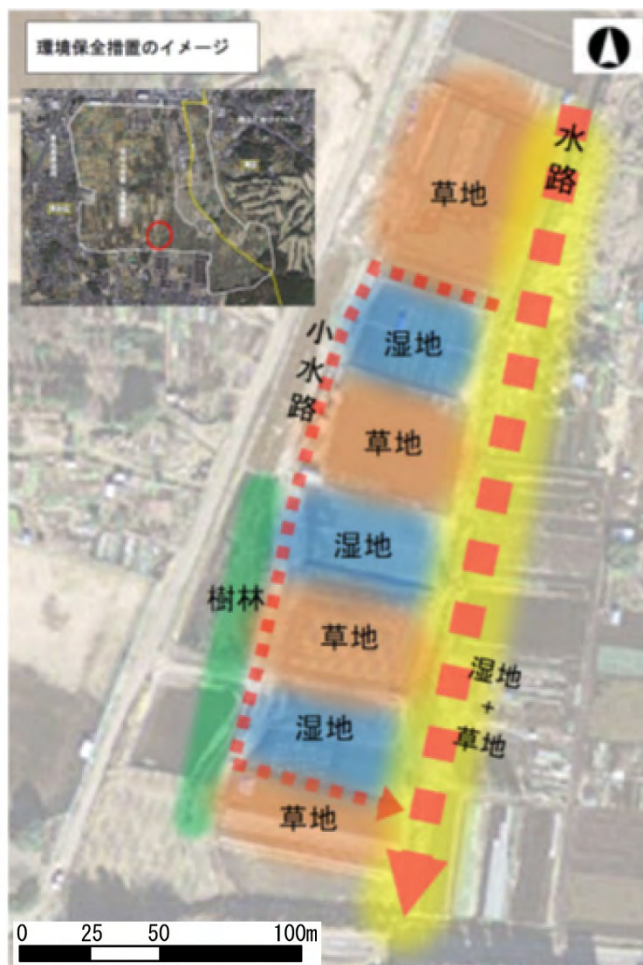 環境保全措置のイメージ
水路
草地
湿地
小水路
草地
湿地
樹林
草地
湿地
+
草地
湿地
草地
0 25 50 100m